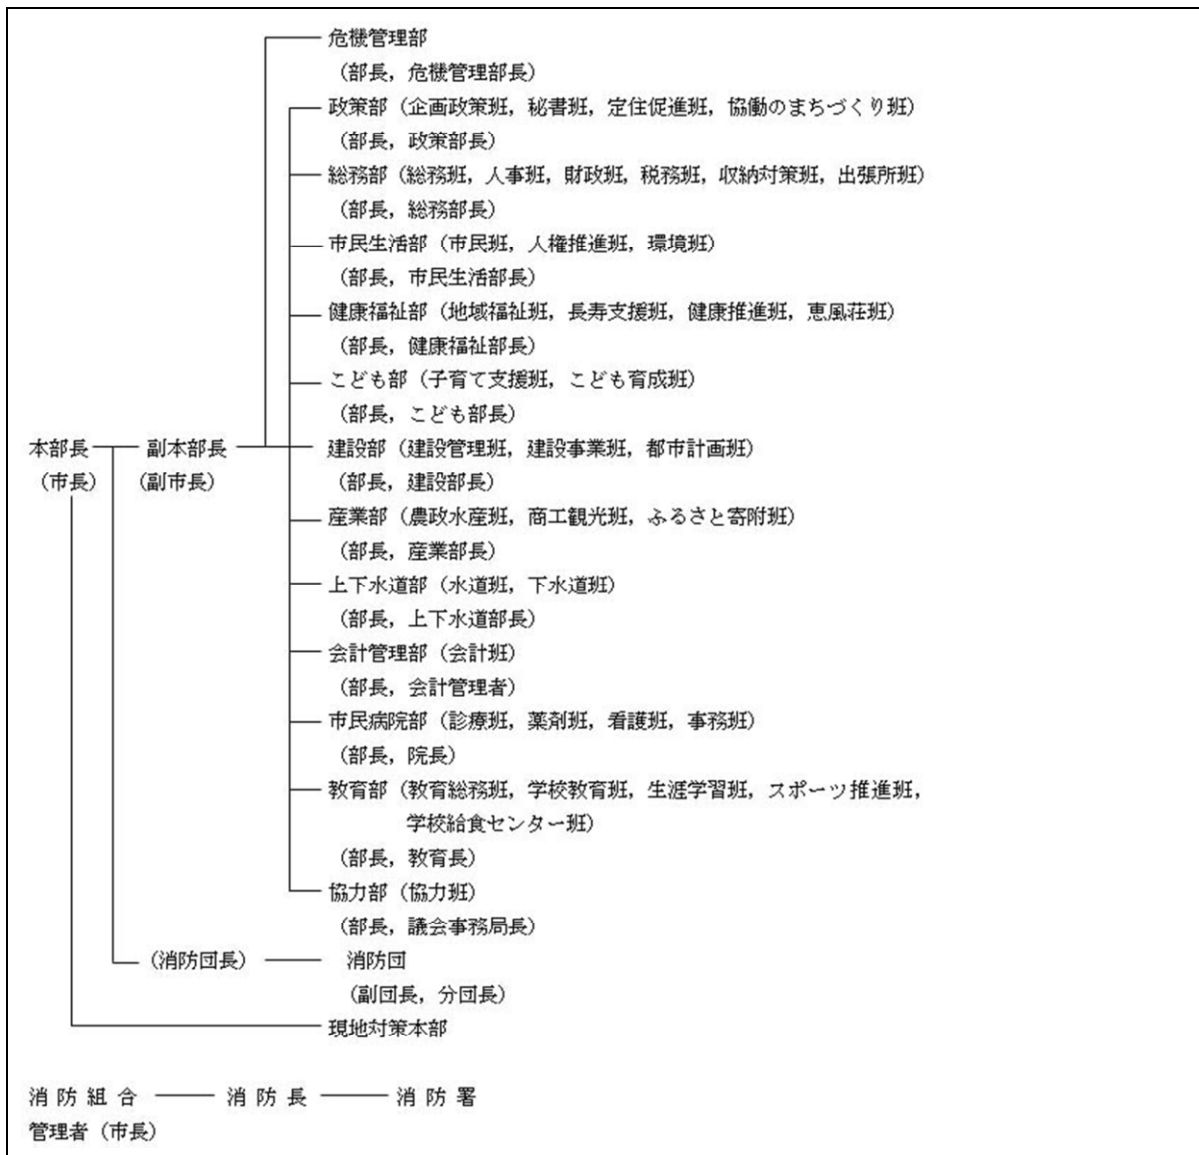 危機管理部
(部長，危機管理部長)
政策部（企画政策班，秘書班，定住促進班，協働のまちづくり班）
(部長，政策部長)
総務部（総務班，人事班，財政班，税務班，収納対策班，出張所班）
(部長，総務部長)
市民生活部（市民班，人権推進班，環境班）
(部長，市民生活部長)
健康福祉部（地域福祉班，長寿支援班，健康推進班，恵風荘班）
(部長，健康福祉部長)
こども部（子育て支援班，こども育成班）
(部長，こども部長)
本部長 副本部長 建設部（建設管理班，建設事業班，都市計画班）
(市長) (副市長) (部長，建設部長)
産業部（農政水産班，商工観光班，ふるさと寄附班）
(部長，産業部長)
上下水道部（水道班，下水道班）
(部長，上下水道部長)
会計管理部（会計班）
(部長，会計管理者)
市民病院部（診療班，薬剤班，看護班，事務班）
(部長，院長)
教育部（教育総務班，学校教育班，生涯学習班，スポーツ推進班，
学校給食センター班）
(部長，教育長)
協力部（協力班）
(部長，議会事務局長)
(消防団長) 消防団
(副団長，分団長)
現地対策本部
消防組合 消防長 消防署
管理者（市長）